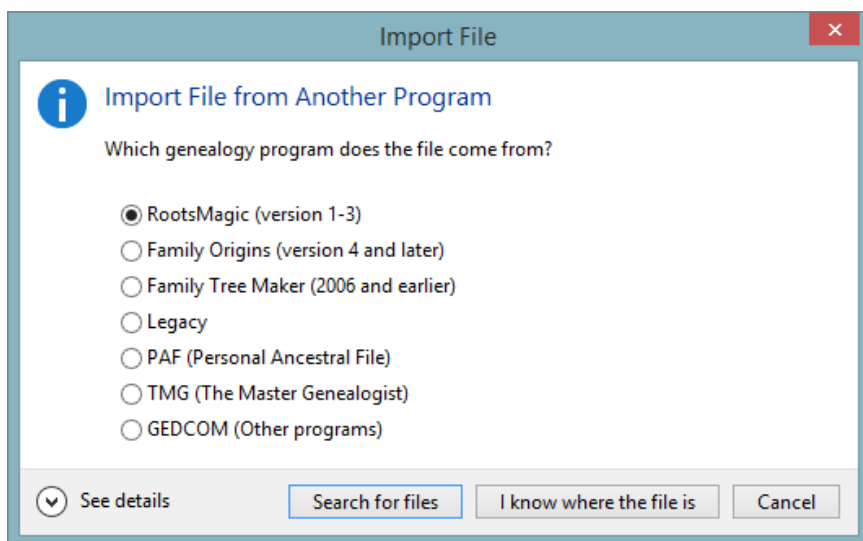 Import File
Import File from Another Program
Which genealogy program does the file come from?
RootsMagic (version 1-3)
Family Origins (version 4 and later)
Family Tree Maker (2006 and earlier)
Legacy
PAF (Personal Ancestral File)
TMG (The Master Genealogist)
GEDCOM (Other programs)
See details Search for files I know where the file is Cancel